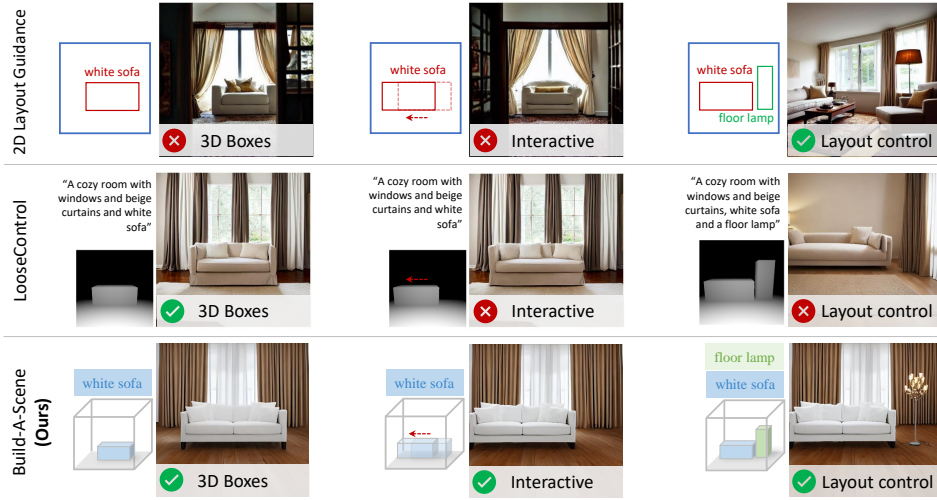 2D Layout Guidance
white sofa
3D Boxes
white sofa
Interactive
white sofa
floor lamp
Layout control
LooseControl
“A cozy room with
windows and beige
curtains and white
sofa”
3D Boxes
“A cozy room with
windows and beige
curtains and white
sofa”
Interactive
“A cozy room with
windows and beige
curtains, white sofa
and a floor lamp”
Layout control
Build-A-Scene
(Ours)
white sofa
3D Boxes
white sofa
Interactive
floor lamp
white sofa
Layout control